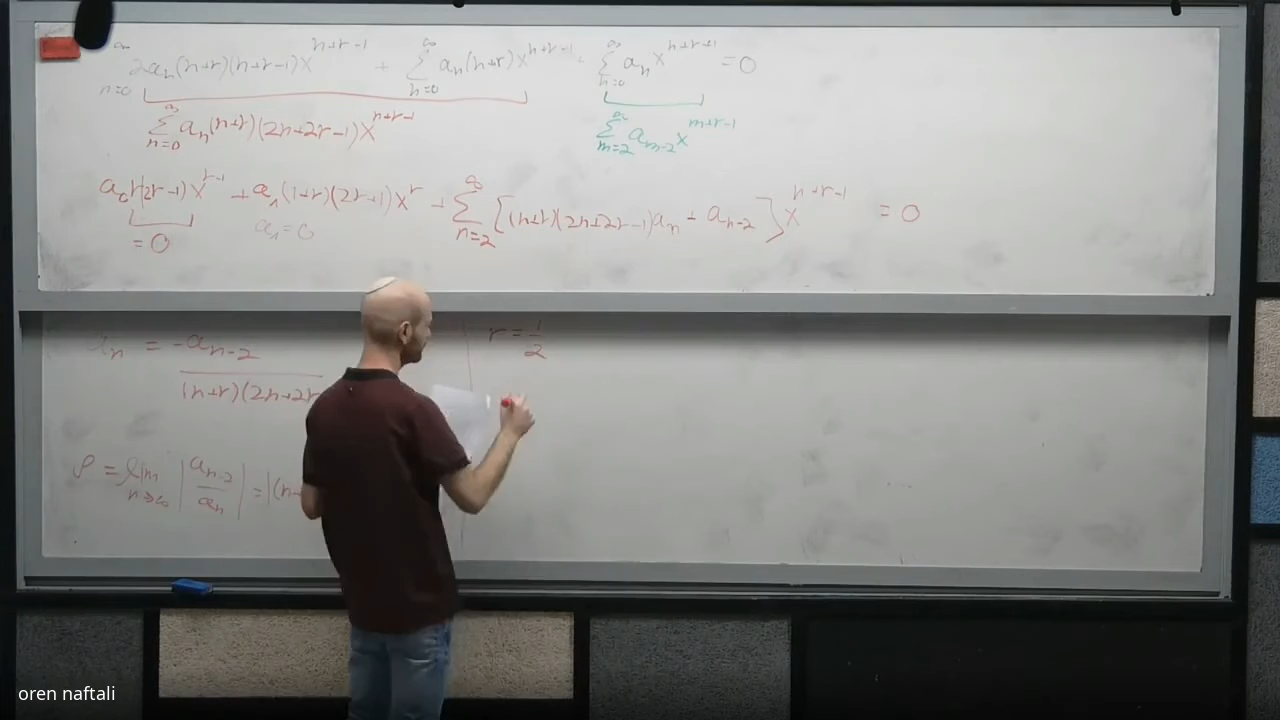 ∞ ∞ ∞
2aₙ(n+r)(n+r-1)x^{n+r-1} + Σ aₙ(n+r)x^{n+r-1} + Σ aₙx^{n+r+1} = 0
n=0 n=0 n=0
Σ_{n=0}^{∞} aₙ(n+r)(2n+2r-1)x^{n+r-1} Σ_{m=2}^{∞} a_{m-2}x^{m+r-1}
a₀r(2r-1)x^{r-1} + a₁(1+r)(2r+1)x^r + Σ_{n=2}^{∞} [(n+r)(2n+2r-1)aₙ + a_{n-2}]x^{n+r-1} = 0
= 0 a₁ = 0
aₙ = -a_{n-2} / (n+r)(2n+2r
r = 1/2
ρ = lim_{n→∞} |a_{n-2}/aₙ| = |(n+
oren naftali